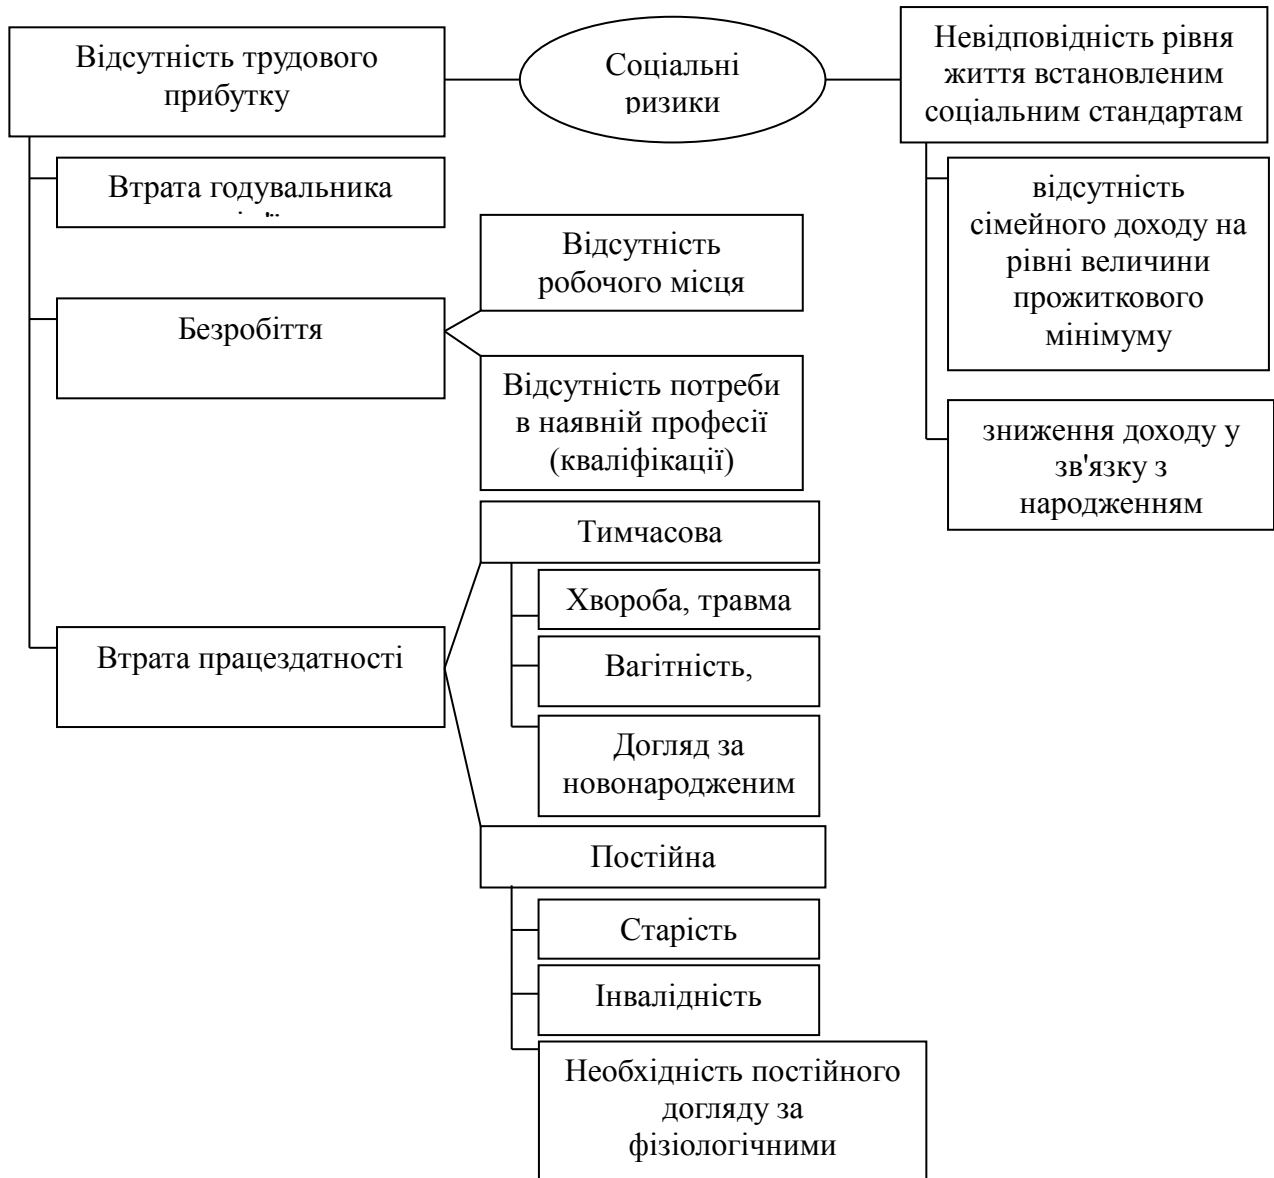 Відсутність трудового
прибутку
Соціальні
ризики
Невідповідність рівня
життя встановленим
соціальним стандартам
Втрата годувальника
відсутність
сімейного доходу на
рівні величини
прожиткового
мінімуму
Відсутність
робочого місця
Безробіття
Відсутність потреби
в наявній професії
(кваліфікації)
зниження доходу у
зв'язку з
народженням
Тимчасова
Хвороба, травма
Втрата працездатності
Вагітність,
Догляд за
новонародженим
Постійна
Старість
Інвалідність
Необхідність постійного
догляду за
фізіологічними